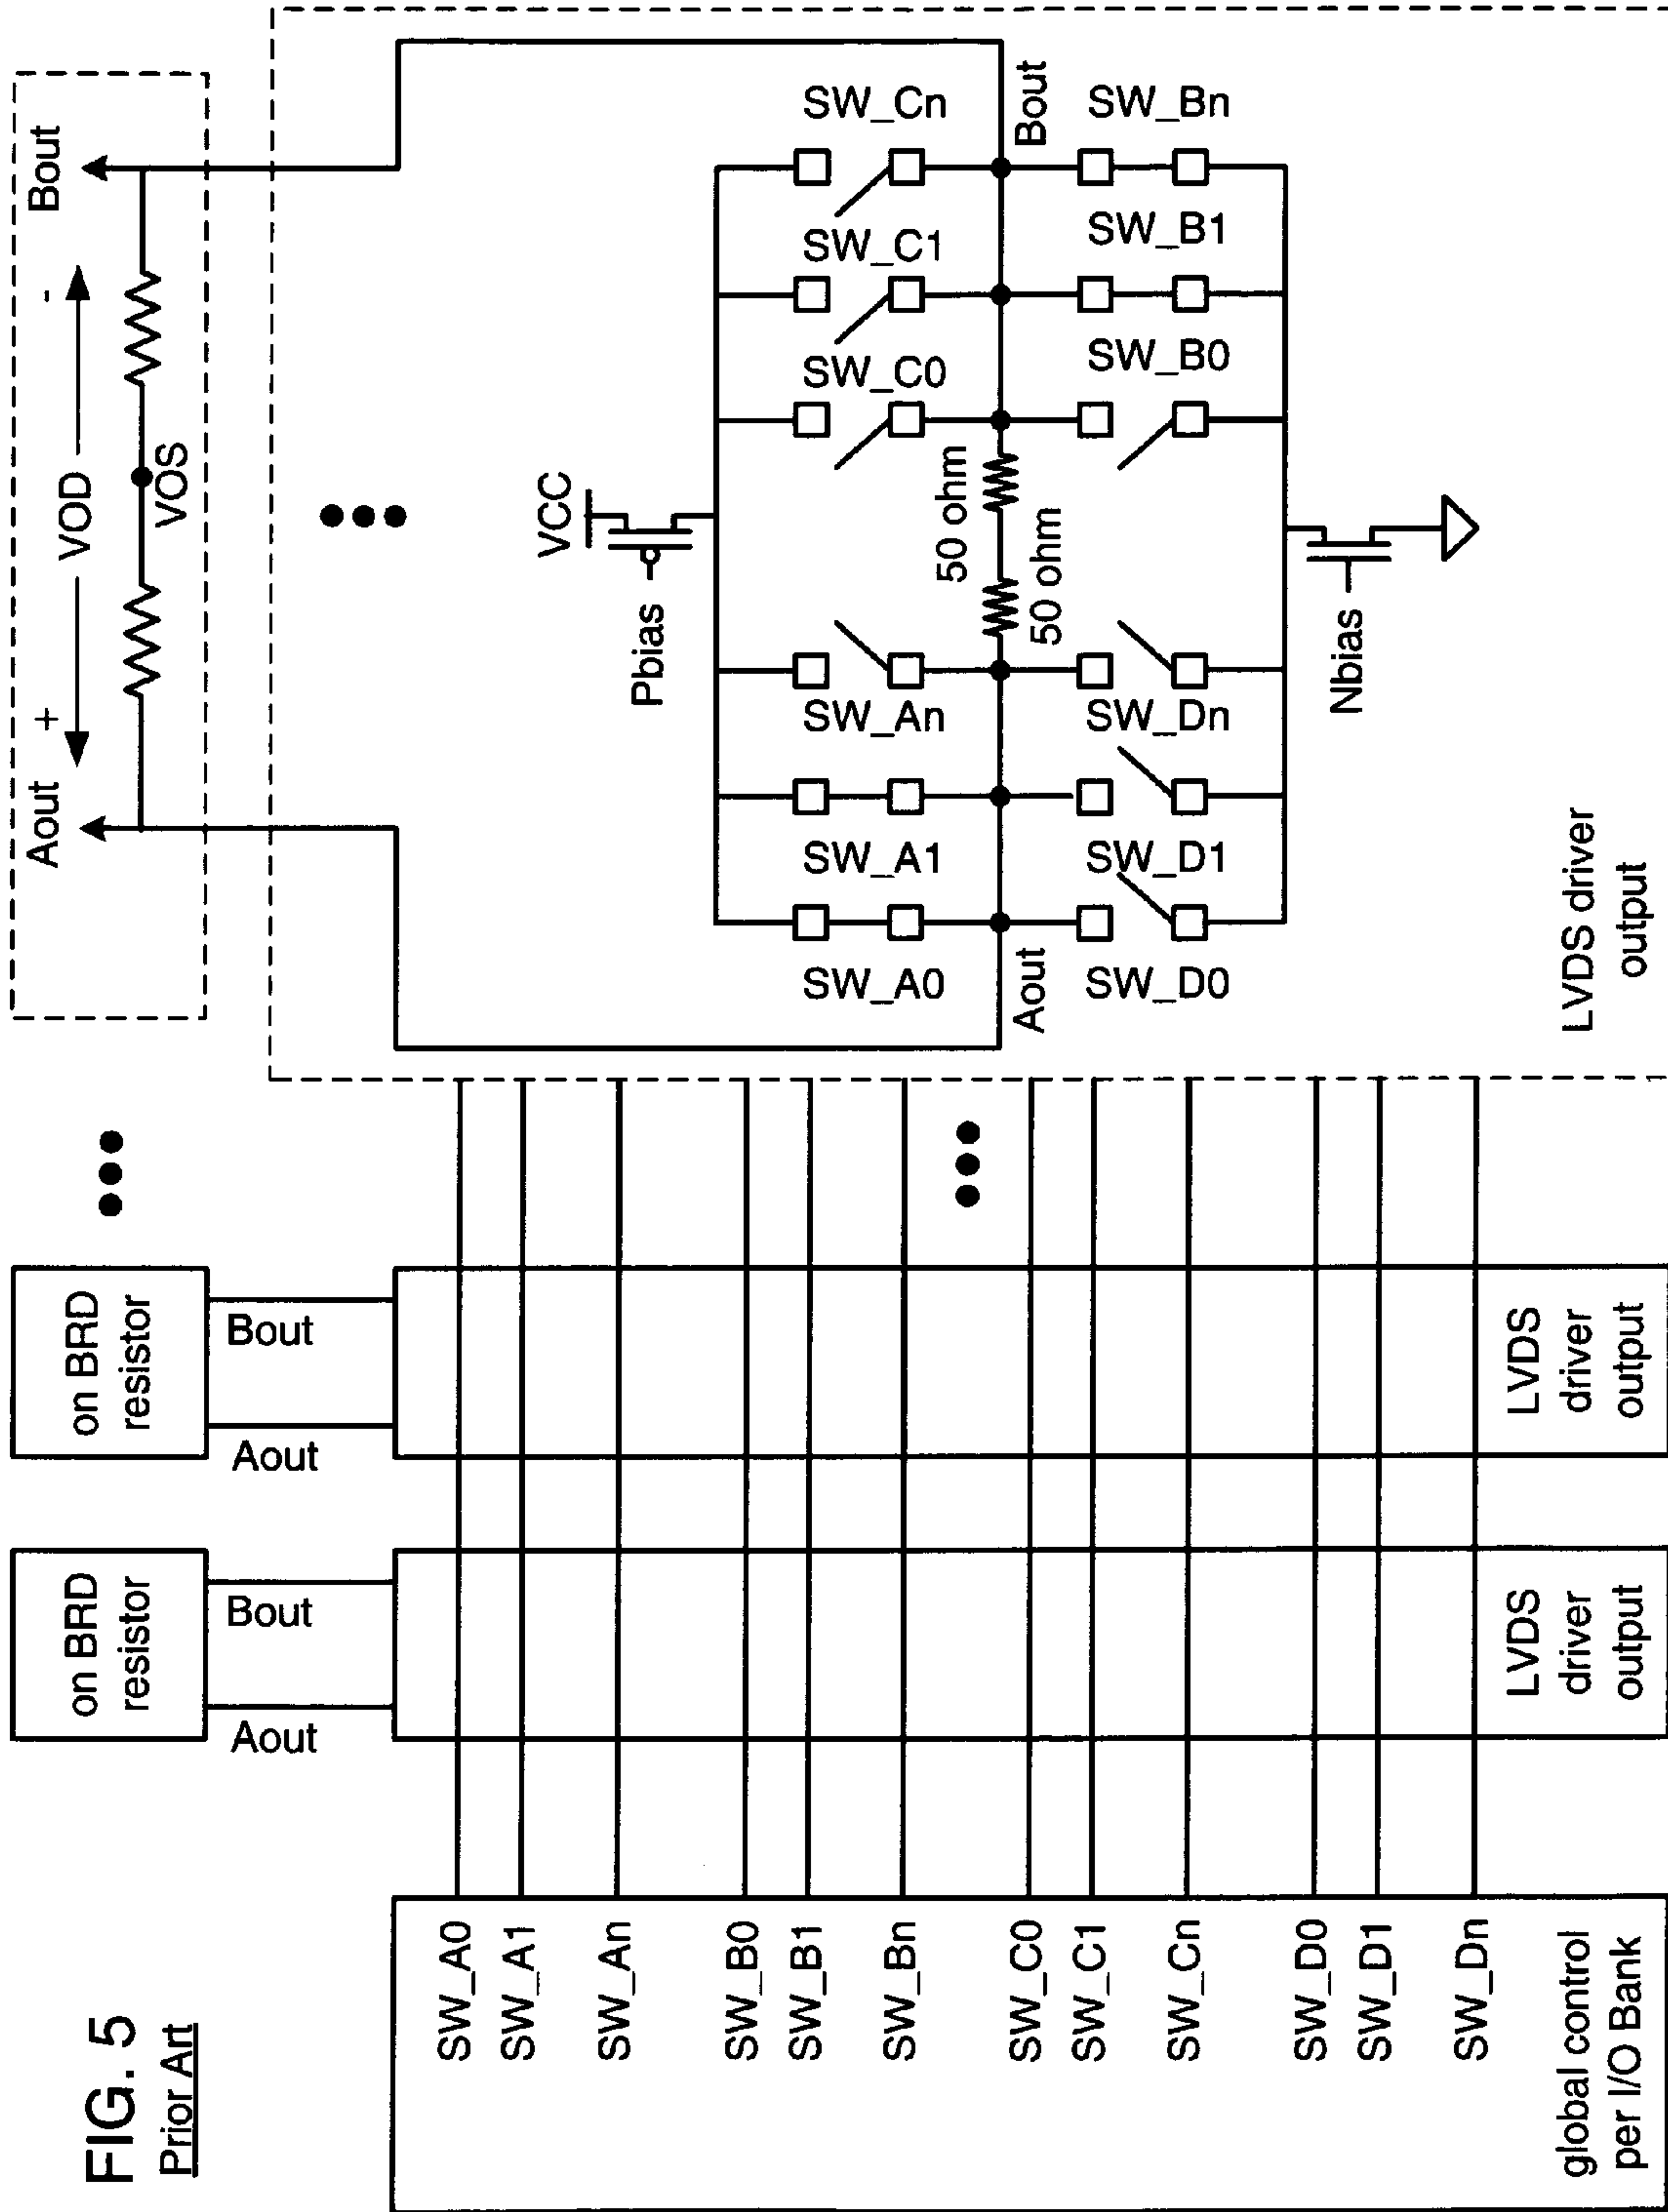 FIG. 5
Prior Art
on BRD
resistor
Aout
Bout
on BRD
resistor
Aout
Bout
Aout
+
VOD
-
Bout
VOS
SW_A0
SW_A1
SW_An
SW_B0
SW_B1
SW_Bn
SW_C0
SW_C1
SW_Cn
SW_D0
SW_D1
SW_Dn
global control
per I/O Bank
LVDS
driver
output
LVDS
driver
output
VCC
Pbias
SW_A0
SW_A1
SW_An
SW_C0
SW_C1
SW_Cn
50 ohm
50 ohm
Aout
Bout
SW_D0
SW_D1
SW_Dn
SW_B0
SW_B1
SW_Bn
Nbias
LVDS driver
output